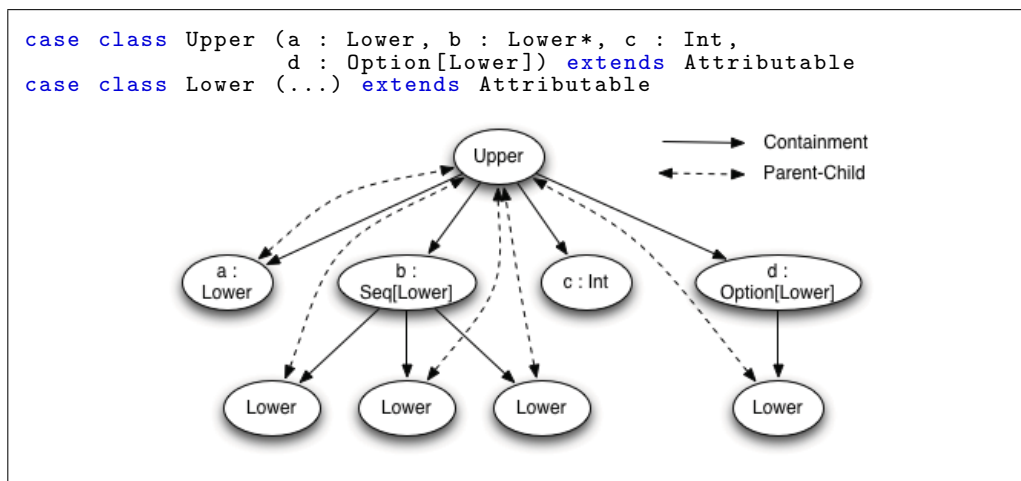 case class Upper (a : Lower, b : Lower*, c : Int,
d : Option[Lower]) extends Attributable
case class Lower (...) extends Attributable
Upper
Containment
Parent-Child
a :
Lower
b :
Seq[Lower]
c : Int
d :
Option[Lower]
Lower
Lower
Lower
Lower